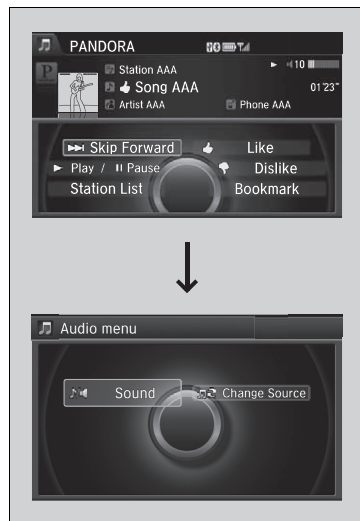 PANDORA
P
Station AAA
10
Song AAA
01'23"
Artist AAA
Phone AAA
Skip Forward
Like
Play / Pause
Dislike
Station List
Bookmark
Audio menu
Sound
Change Source